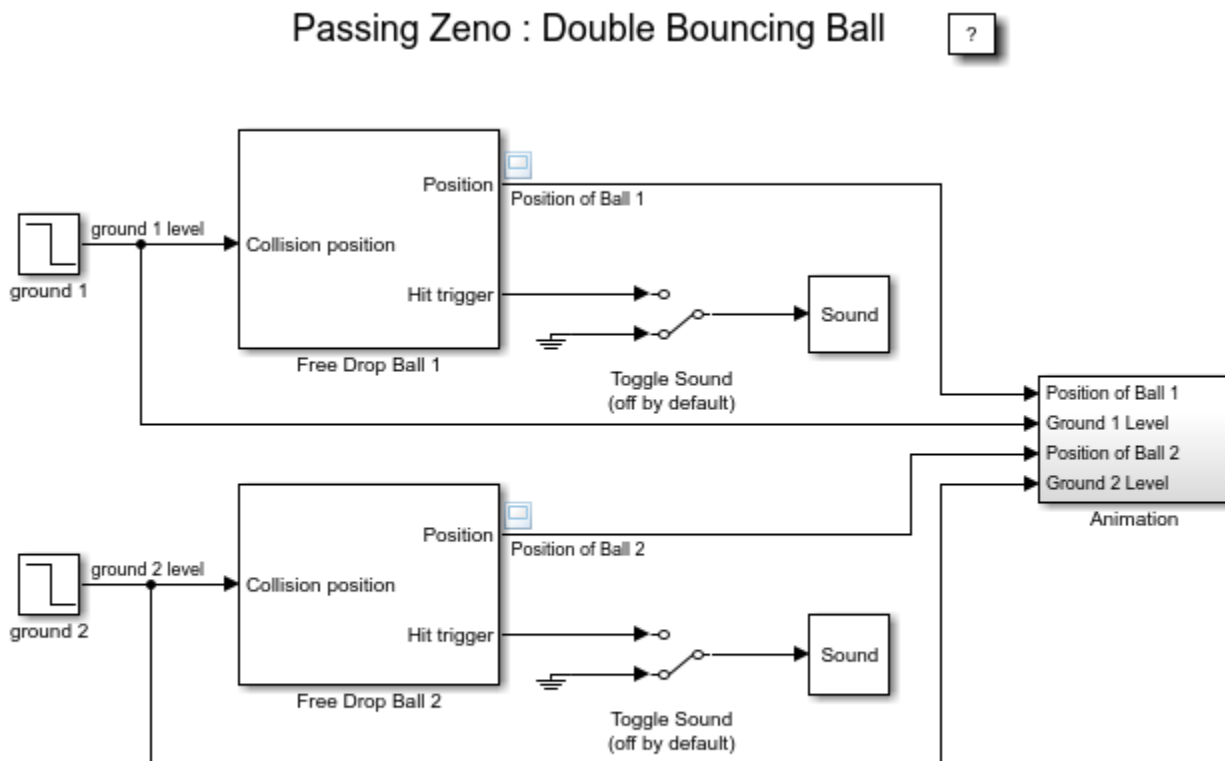 Passing Zeno : Double Bouncing Ball
?
Position
Position of Ball 1
ground 1 level
Collision position
ground 1
Hit trigger
Sound
Free Drop Ball 1
Toggle Sound
(off by default)
Position of Ball 1
Ground 1 Level
Position of Ball 2
Ground 2 Level
Animation
Position
Position of Ball 2
ground 2 level
Collision position
ground 2
Hit trigger
Sound
Free Drop Ball 2
Toggle Sound
(off by default)